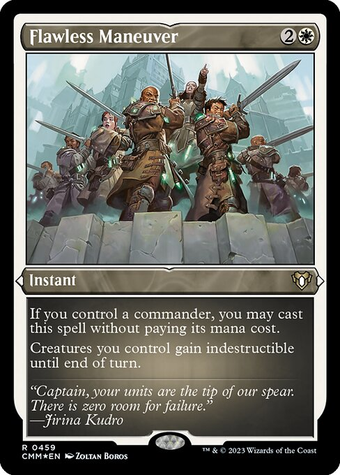 Flawless Maneuver 2
Instant
If you control a commander, you may cast
this spell without paying its mana cost.
Creatures you control gain indestructible
until end of turn.
“Captain, your units are the tip of our spear.
There is zero room for failure.”
—Jirina Kudro
R 0459
CMM★EN Zoltan Boros
™ & © 2023 Wizards of the Coast